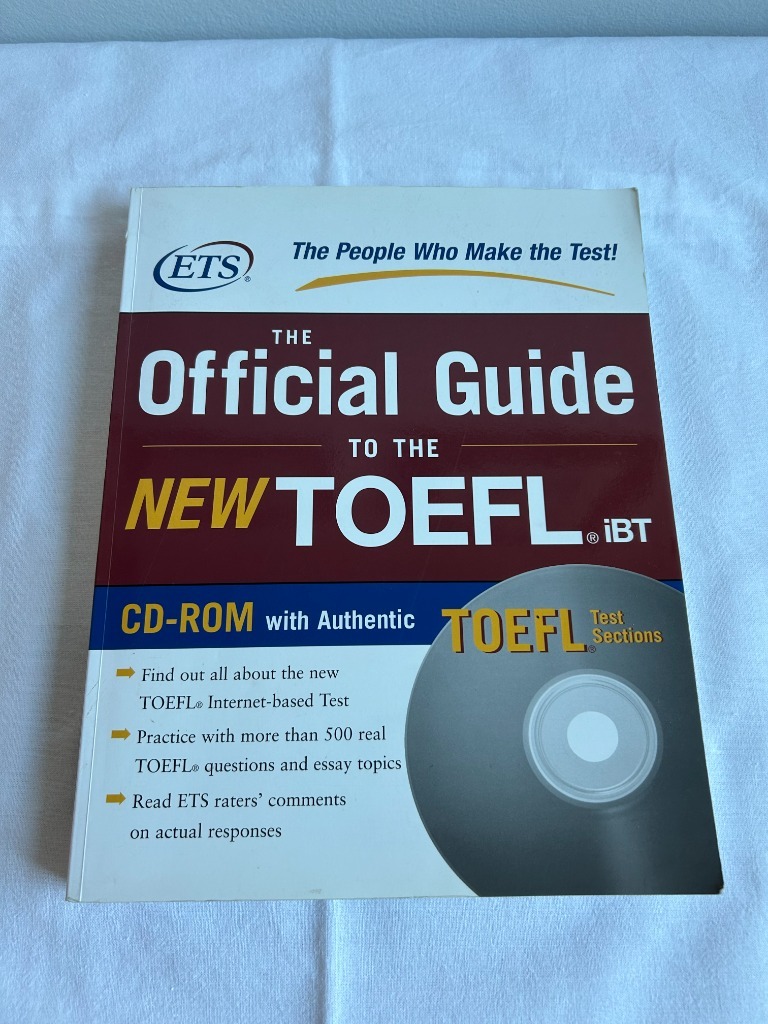 ETS®
The People Who Make the Test!
THE
Official Guide
TO THE
NEW TOEFL® iBT
CD-ROM with Authentic TOEFL® Test Sections
Find out all about the new
TOEFL® Internet-based Test
Practice with more than 500 real
TOEFL® questions and essay topics
Read ETS raters' comments
on actual responses